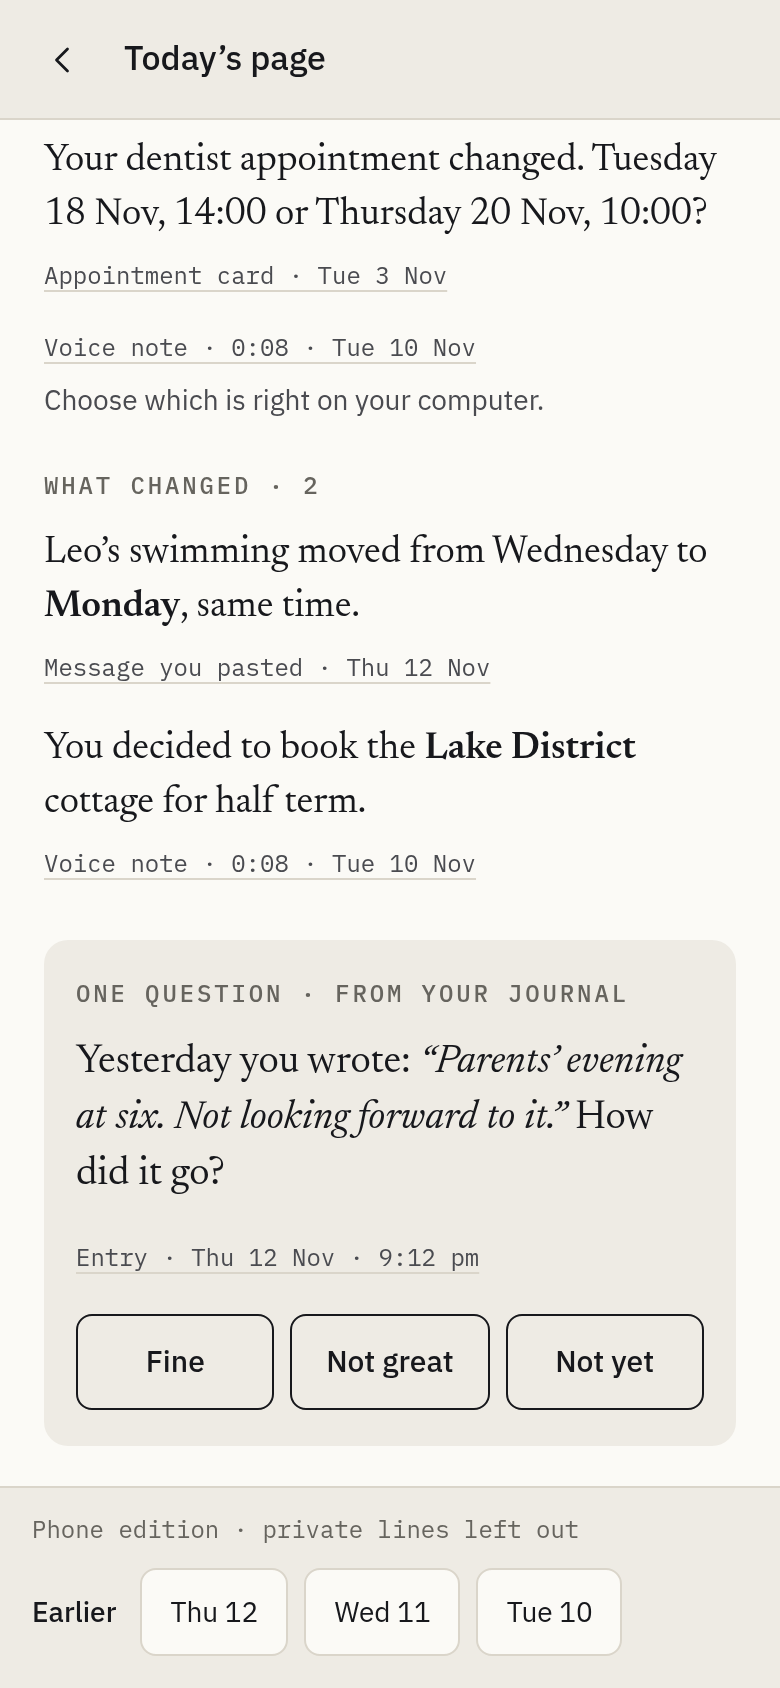 Today’s page
Your dentist appointment changed. Tuesday
18 Nov, 14:00 or Thursday 20 Nov, 10:00?
Appointment card · Tue 3 Nov
Voice note · 0:08 · Tue 10 Nov
Choose which is right on your computer.
WHAT CHANGED · 2
Leo’s swimming moved from Wednesday to
Monday, same time.
Message you pasted · Thu 12 Nov
You decided to book the Lake District
cottage for half term.
Voice note · 0:08 · Tue 10 Nov
ONE QUESTION · FROM YOUR JOURNAL
Yesterday you wrote: “Parents’ evening
at six. Not looking forward to it.” How
did it go?
Entry · Thu 12 Nov · 9:12 pm
Fine
Not great
Not yet
Phone edition · private lines left out
Earlier
Thu 12
Wed 11
Tue 10